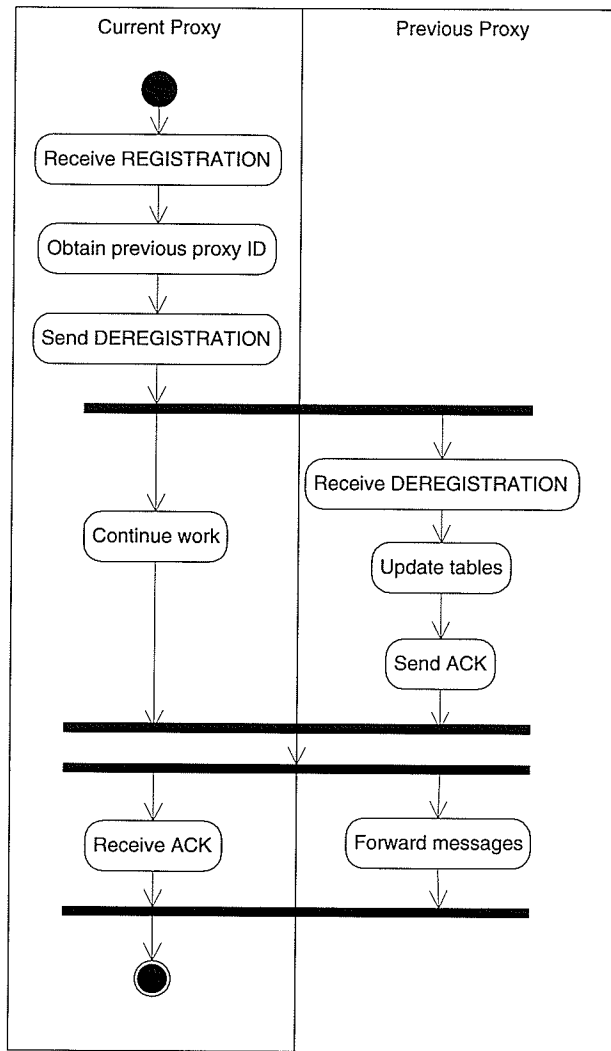 Current Proxy
Previous Proxy
Receive REGISTRATION
Obtain previous proxy ID
Send DEREGISTRATION
Receive DEREGISTRATION
Continue work
Update tables
Send ACK
Receive ACK
Forward messages